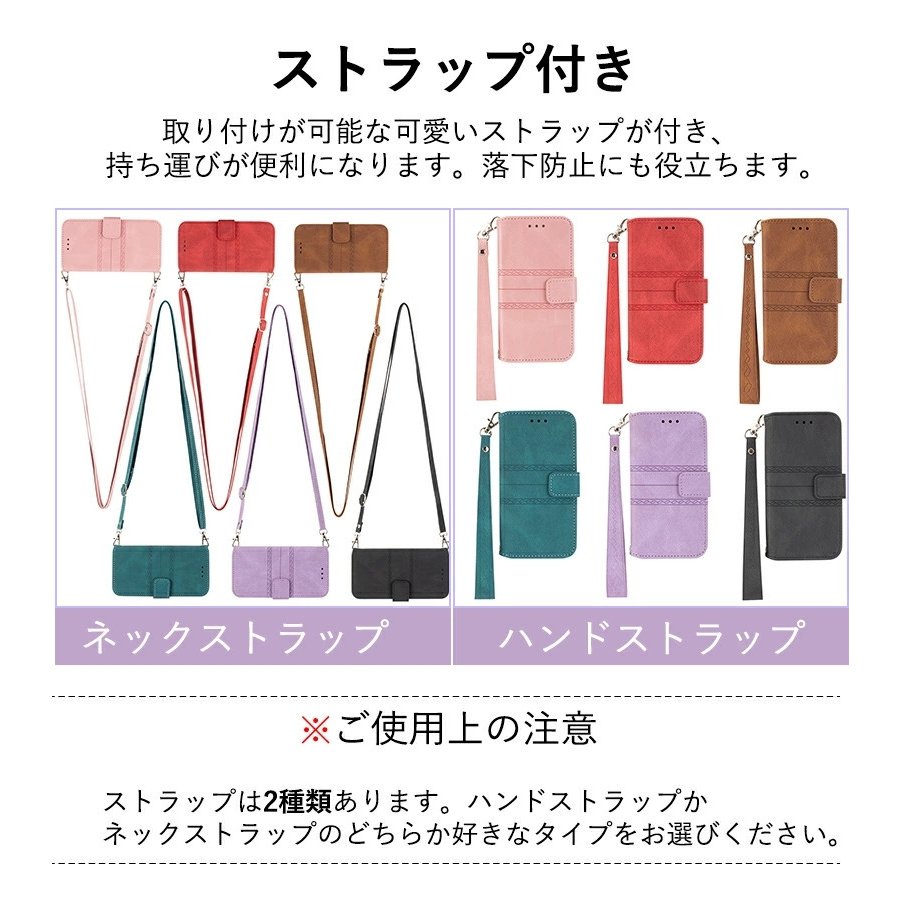 ストラップ付き
取り付けが可能な可愛いストラップが付き、
持ち運びが便利になります。落下防止にも役立ちます。
ネックストラップ
ハンドストラップ
※ご使用上の注意
ストラップは2種類あります。ハンドストラップか
ネックストラップのどちらか好きなタイプをお選びください。